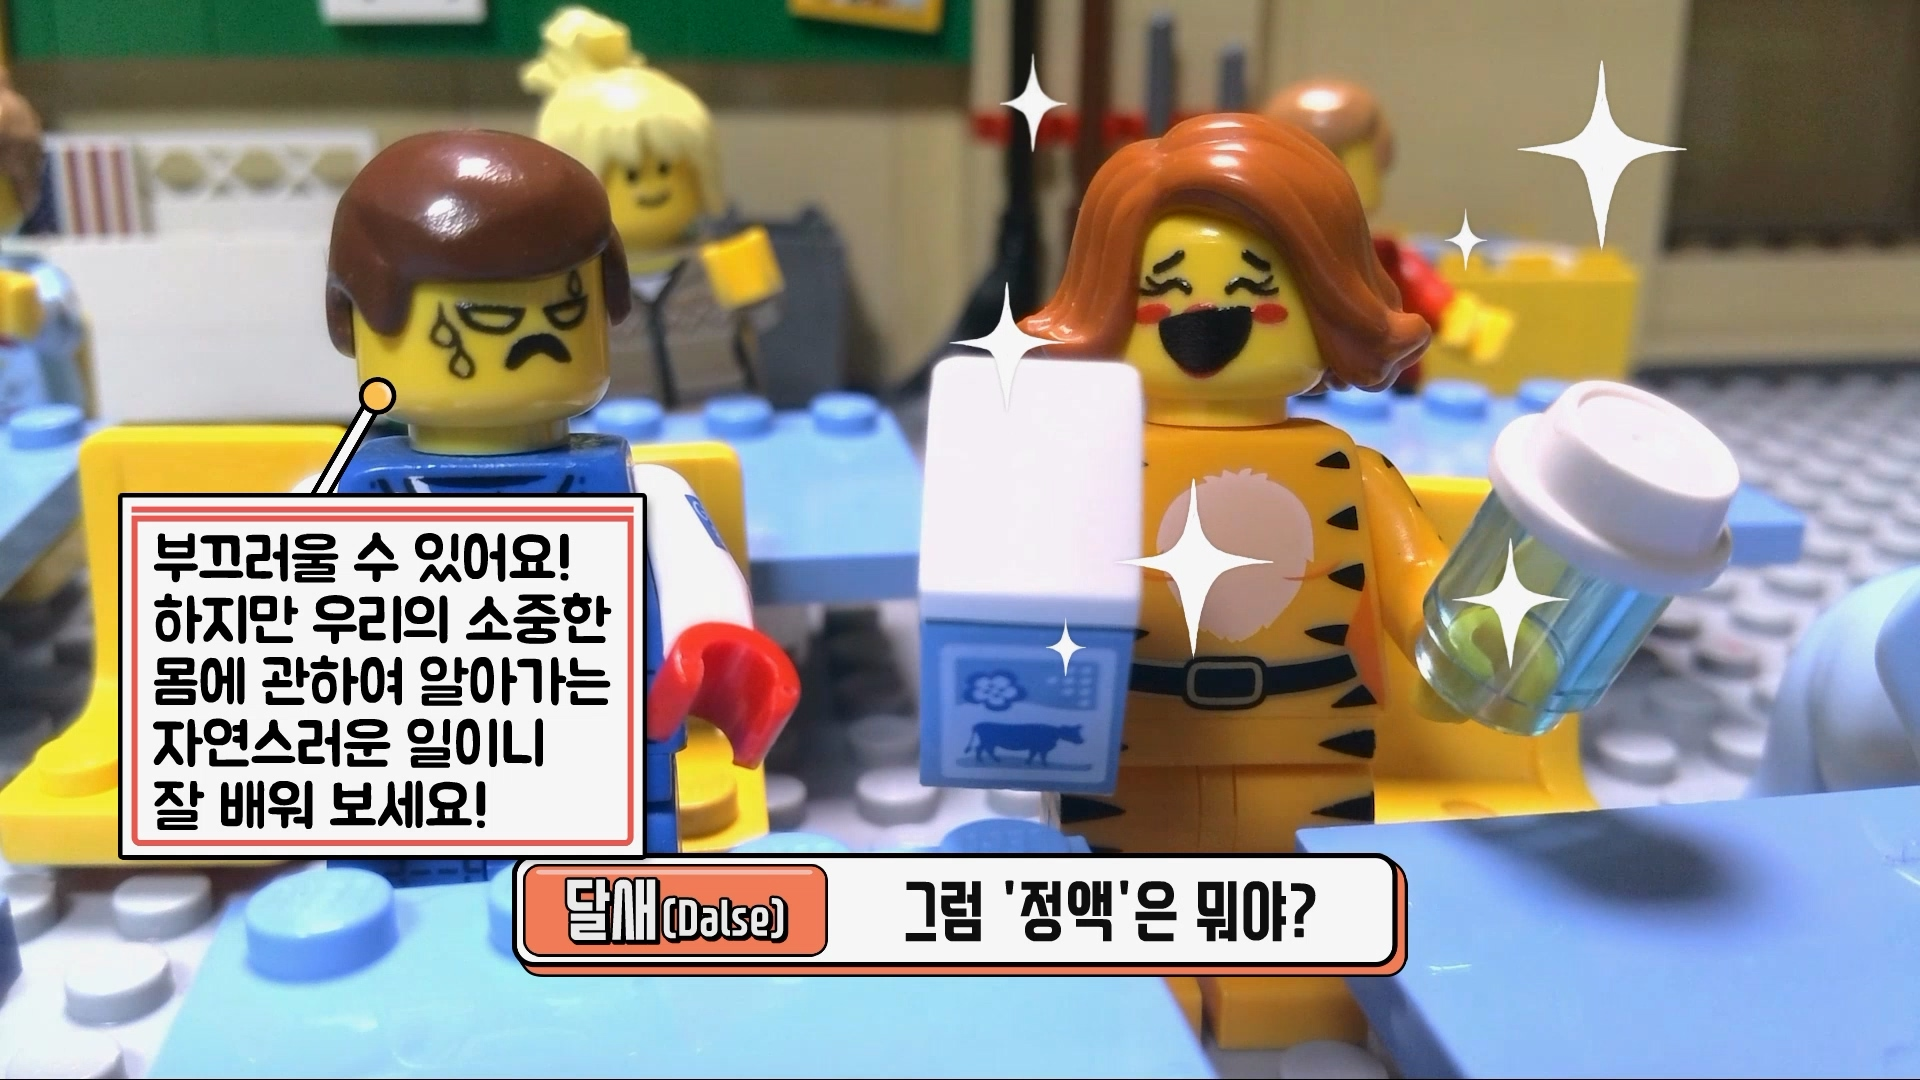 부끄러울 수 있어요!
하지만 우리의 소중한
몸에 관하여 알아가는
자연스러운 일이니
잘 배워 보세요!
달새(Dalse) 그럼 '정액'은 뭐야?